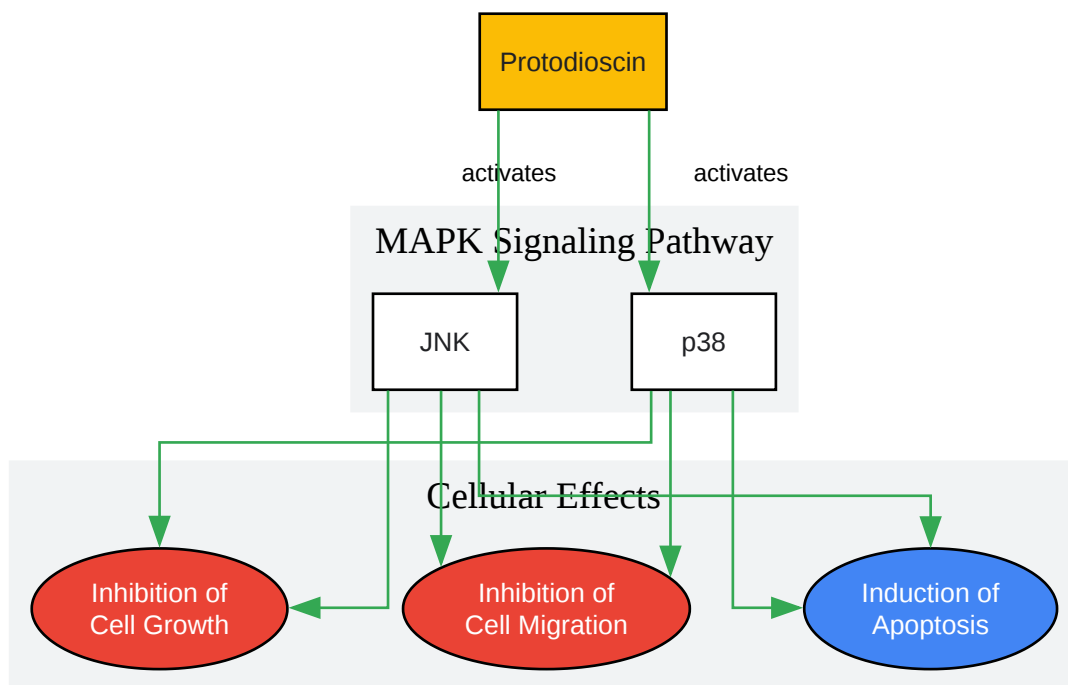 Protodioscin
activates activates
MAPK Signaling Pathway
JNK p38
Cellular Effects
Inhibition of
Cell Growth
Inhibition of
Cell Migration
Induction of
Apoptosis